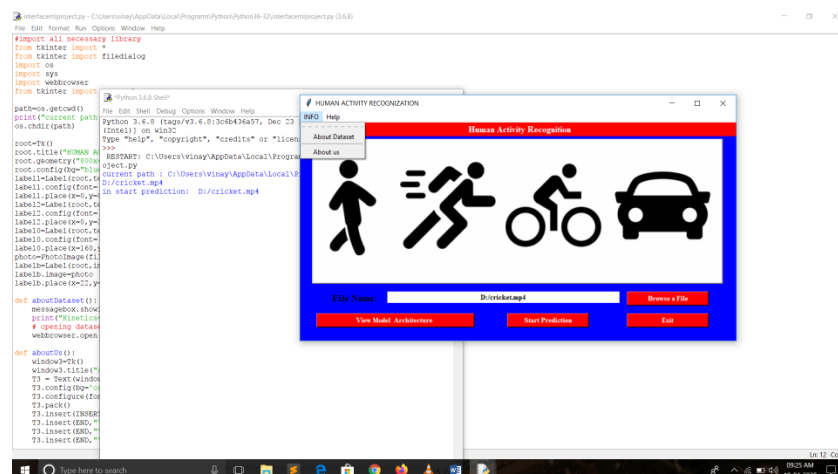 interfacemiproject.py - C:\Users\vinay\AppData\Local\Programs\Python\Python36-32\interfacemiproject.py (3.6.8)
File Edit Format Run Options Window Help
#import all necessary library
from tkinter import *
from tkinter import filedialog
import os
import sys
import webbrowser
from tkinter import
path=os.getcwd()
print("current path
os.chdir(path)
root=Tk()
root.title("HUMAN A
root.geometry("800x
root.config(bg="blu
label1=Label(root,te
label1.config(font=
label1.place(x=0,y=
label2=Label(root,te
label2.config(font=
label2.place(x=0,y=
label0=Label(root,te
label0.config(font=
label0.place(x=160,y
photo=PhotoImage(fil
labelb=Label(root,im
labelb.image=photo
labelb.place(x=22,y=
def aboutDataset():
messagebox.show
print("Kinetics
# opening datase
webbrowser.open
def aboutUs():
window3=Tk()
window3.title("
T3 = Text(window
T3.config(bg='o
T3.configure(fon
T3.pack()
T3.insert(INSERT
T3.insert(END,"
T3.insert(END,"
T3.insert(END,"
*Python 3.6.8 Shell*
File Edit Shell Debug Options Window Help
Python 3.6.8 (tags/v3.6.8:3c6b436a57, Dec 23
(Intel)] on win32
Type "help", "copyright", "credits" or "licen
>>>
RESTART: C:\Users\vinay\AppData\Local\Progra
oject.py
current path : C:\Users\vinay\AppData\Local\P
D:/cricket.mp4
in start prediction: D:/cricket.mp4
HUMAN ACTIVITY RECOGNIZATION
INFO Help
About Dataset
About us
Human Activity Recognition
File Name: D:/cricket.mp4 Browse a File
View Model Architecture Start Prediction Exit
Ln: 12
Type here to search
09:25 AM